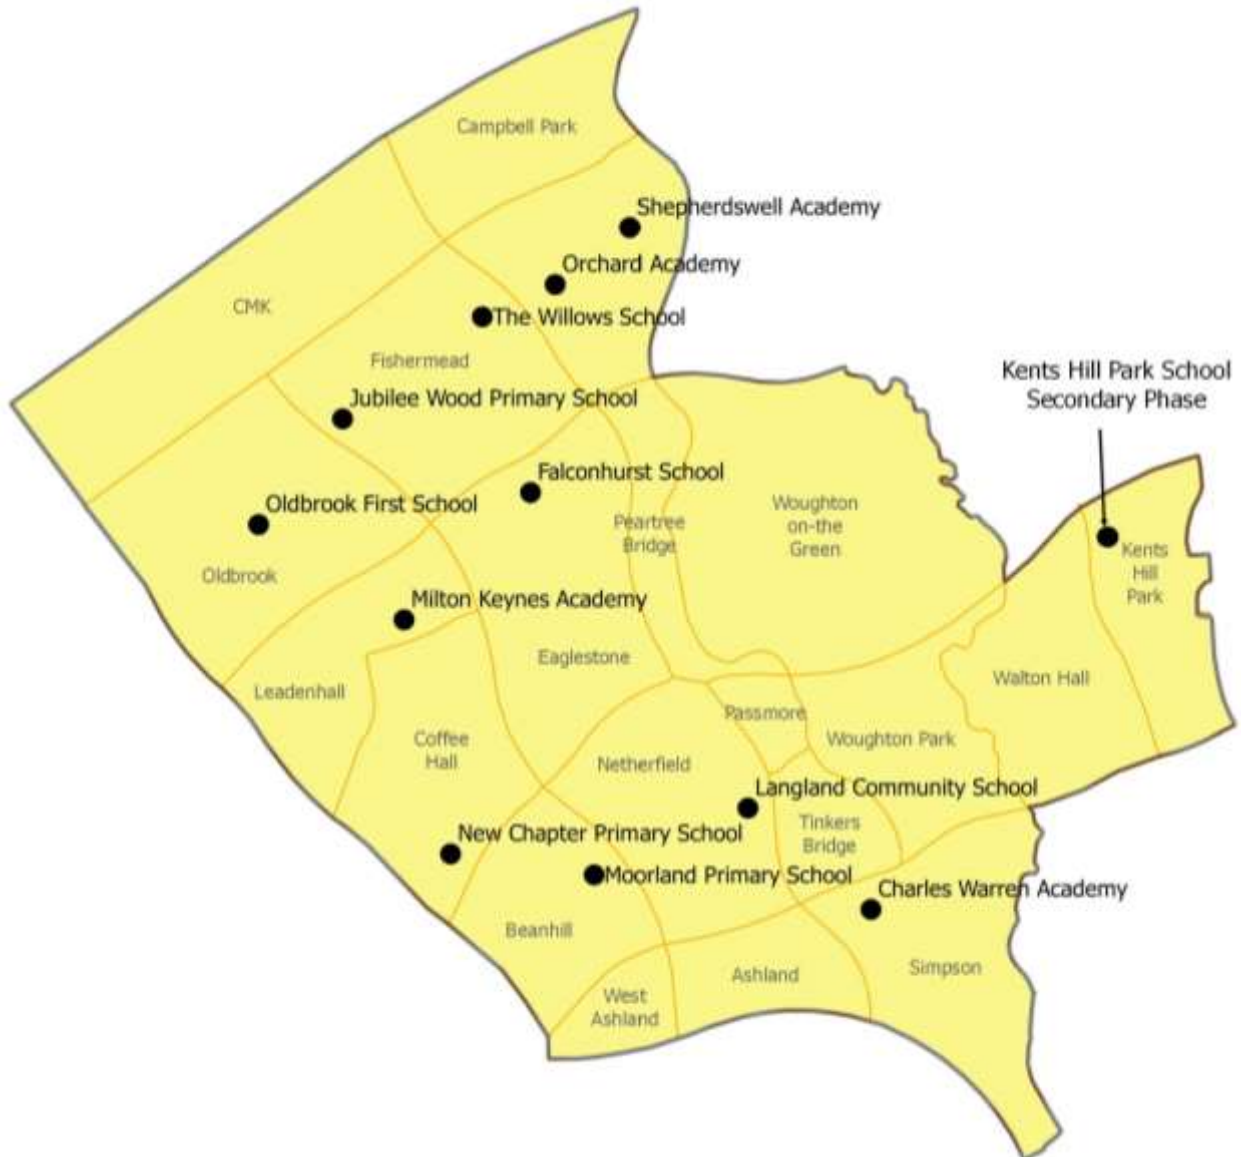 Campbell Park
Shepherdswell Academy
Orchard Academy
CMK
The Willows School
Fishermead
Kents Hill Park School
Secondary Phase
Jubilee Wood Primary School
Falconhurst School
Oldbrook First School
Woughton
on-the
Green
Peartree
Bridge
Kents
Hill
Park
Oldbrook
Milton Keynes Academy
Eaglestone
Walton Hall
Leadenhall
Passmore
Coffee
Hall
Woughton Park
Netherfield
Langland Community School
Tinkers
Bridge
New Chapter Primary School
Moorland Primary School
Charles Warren Academy
Beanhill
Simpson
Ashland
West
Ashland